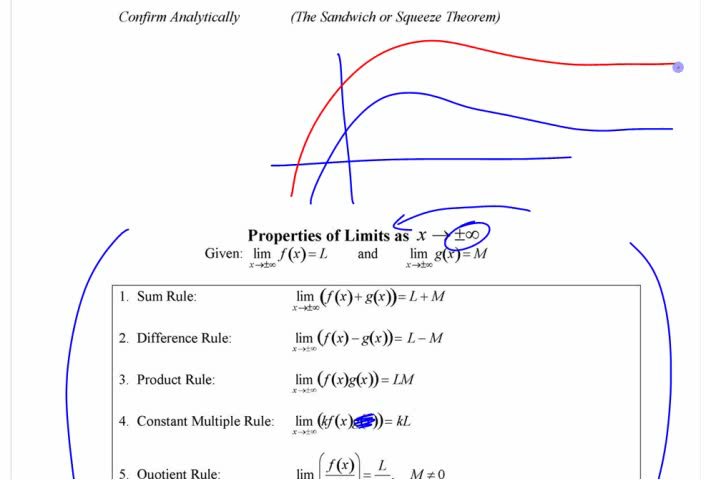 Confirm Analytically (The Sandwich or Squeeze Theorem)
Properties of Limits as x → ±∞
Given: lim x→±∞ f(x) = L and lim x→±∞ g(x) = M
1. Sum Rule: lim x→±∞ (f(x) + g(x)) = L + M
2. Difference Rule: lim x→±∞ (f(x) − g(x)) = L − M
3. Product Rule: lim x→±∞ (f(x)g(x)) = LM
4. Constant Multiple Rule: lim x→±∞ (kf(x)) = kL
5. Quotient Rule: lim (f(x) = L , M ≠ 0